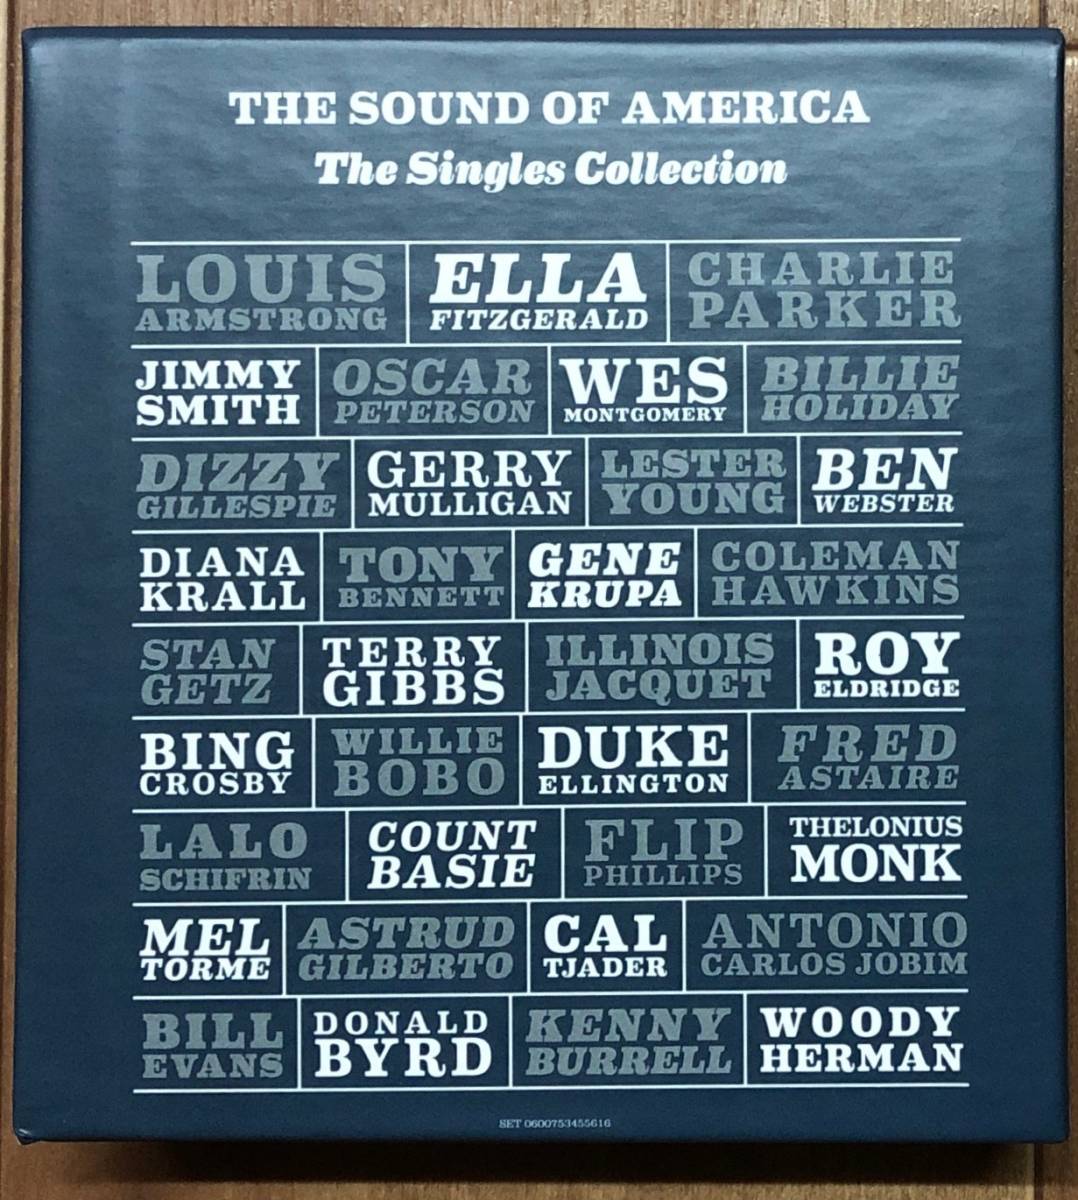 THE SOUND OF AMERICA
The Singles Collection
LOUIS
ARMSTRONG
ELLA
FITZGERALD
CHARLIE
PARKER
JIMMY
SMITH
OSCAR
PETERSON
WES
MONTGOMERY
BILLIE
HOLIDAY
DIZZY
GILLESPIE
GERRY
MULLIGAN
LESTER
YOUNG
BEN
WEBSTER
DIANA
KRALL
TONY
BENNETT
GENE
KRUPA
COLEMAN
HAWKINS
STAN
GETZ
TERRY
GIBBS
ILLINOIS
JACQUET
ROY
ELDRIDGE
BING
CROSBY
WILLIE
BOBO
DUKE
ELLINGTON
FRED
ASTAIRE
LALO
SCHIFRIN
COUNT
BASIE
FLIP
PHILLIPS
THELONIUS
MONK
MEL
TORME
ASTRUD
GILBERTO
CAL
TJADER
ANTONIO
CARLOS JOBIM
BILL
EVANS
DONALD
BYRD
KENNY
BURRELL
WOODY
HERMAN
SET 0600753455616